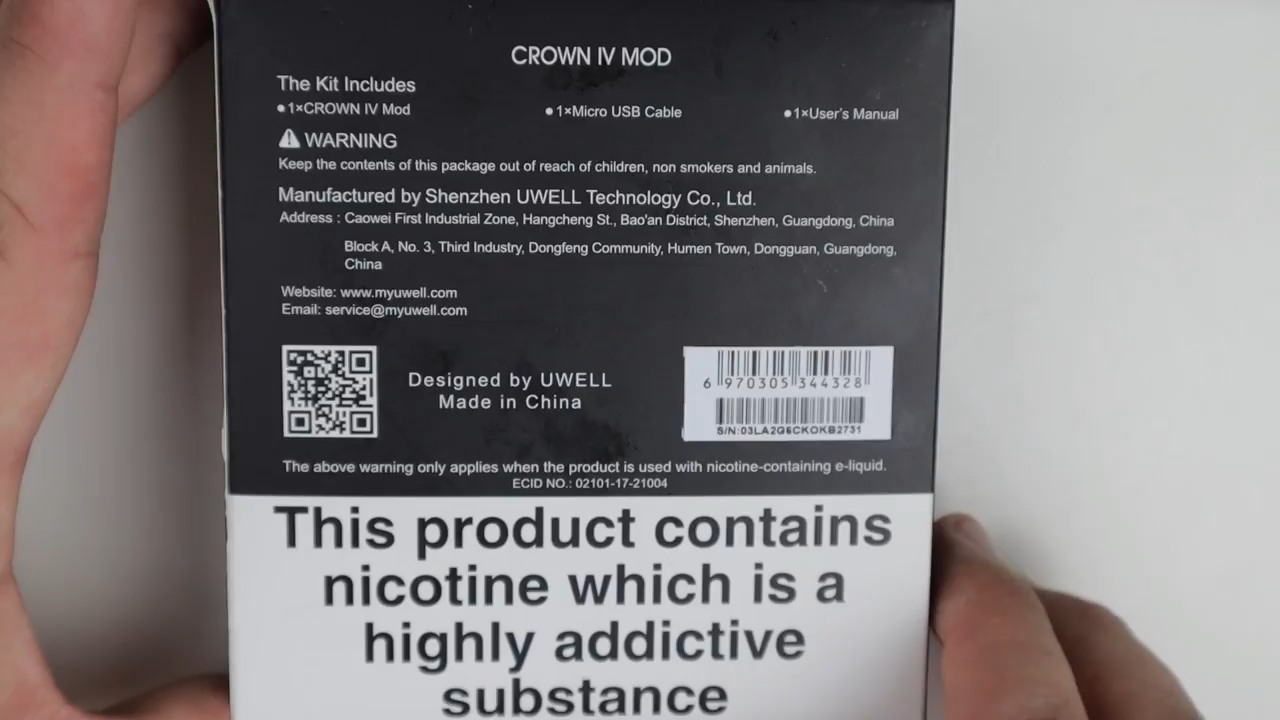 CROWN IV MOD
The Kit Includes
●1×CROWN IV Mod ●1×Micro USB Cable ●1×User's Manual
WARNING
Keep the contents of this package out of reach of children, non smokers and animals.
Manufactured by Shenzhen UWELL Technology Co., Ltd.
Address : Caowei First Industrial Zone, Hangcheng St., Bao'an District, Shenzhen, Guangdong, China
Block A, No. 3, Third Industry, Dongfeng Community, Humen Town, Dongguan, Guangdong,
China
Website: www.myuwell.com
Email: service@myuwell.com
Designed by UWELL
Made in China
6 970305 344328
S/N:03LA2G6CKOKB2731
The above warning only applies when the product is used with nicotine-containing e-liquid.
ECID NO.: 02101-17-21004
This product contains
nicotine which is a
highly addictive
substance